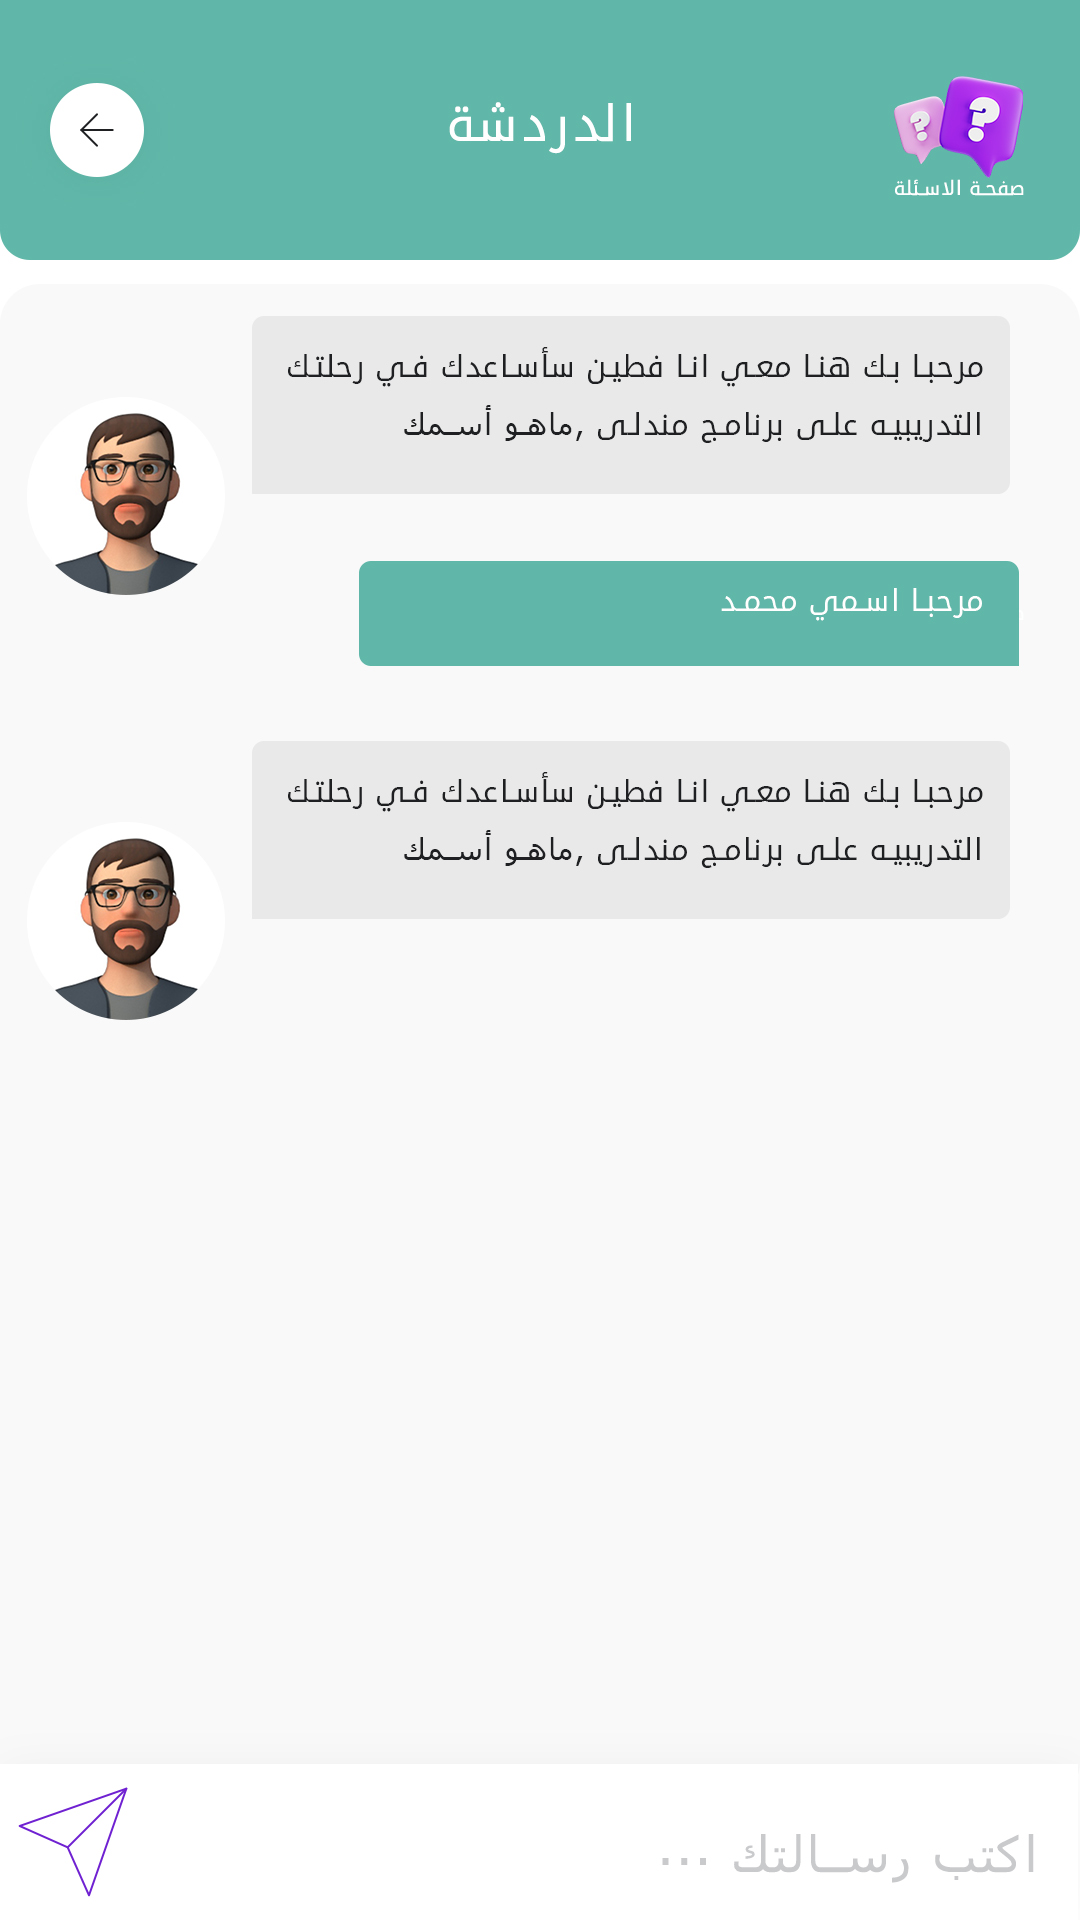 الدردشة
صفحة الاسئلة
مرحبا بك هنا معي انا فطين سأساعدك في رحلتك
التدريبيه على برنامج مندلى ,ماهو أسمك
مرحبا اسمي محمد
مرحبا بك هنا معي انا فطين سأساعدك في رحلتك
التدريبيه على برنامج مندلى ,ماهو أسمك
اكتب رسالتك ...